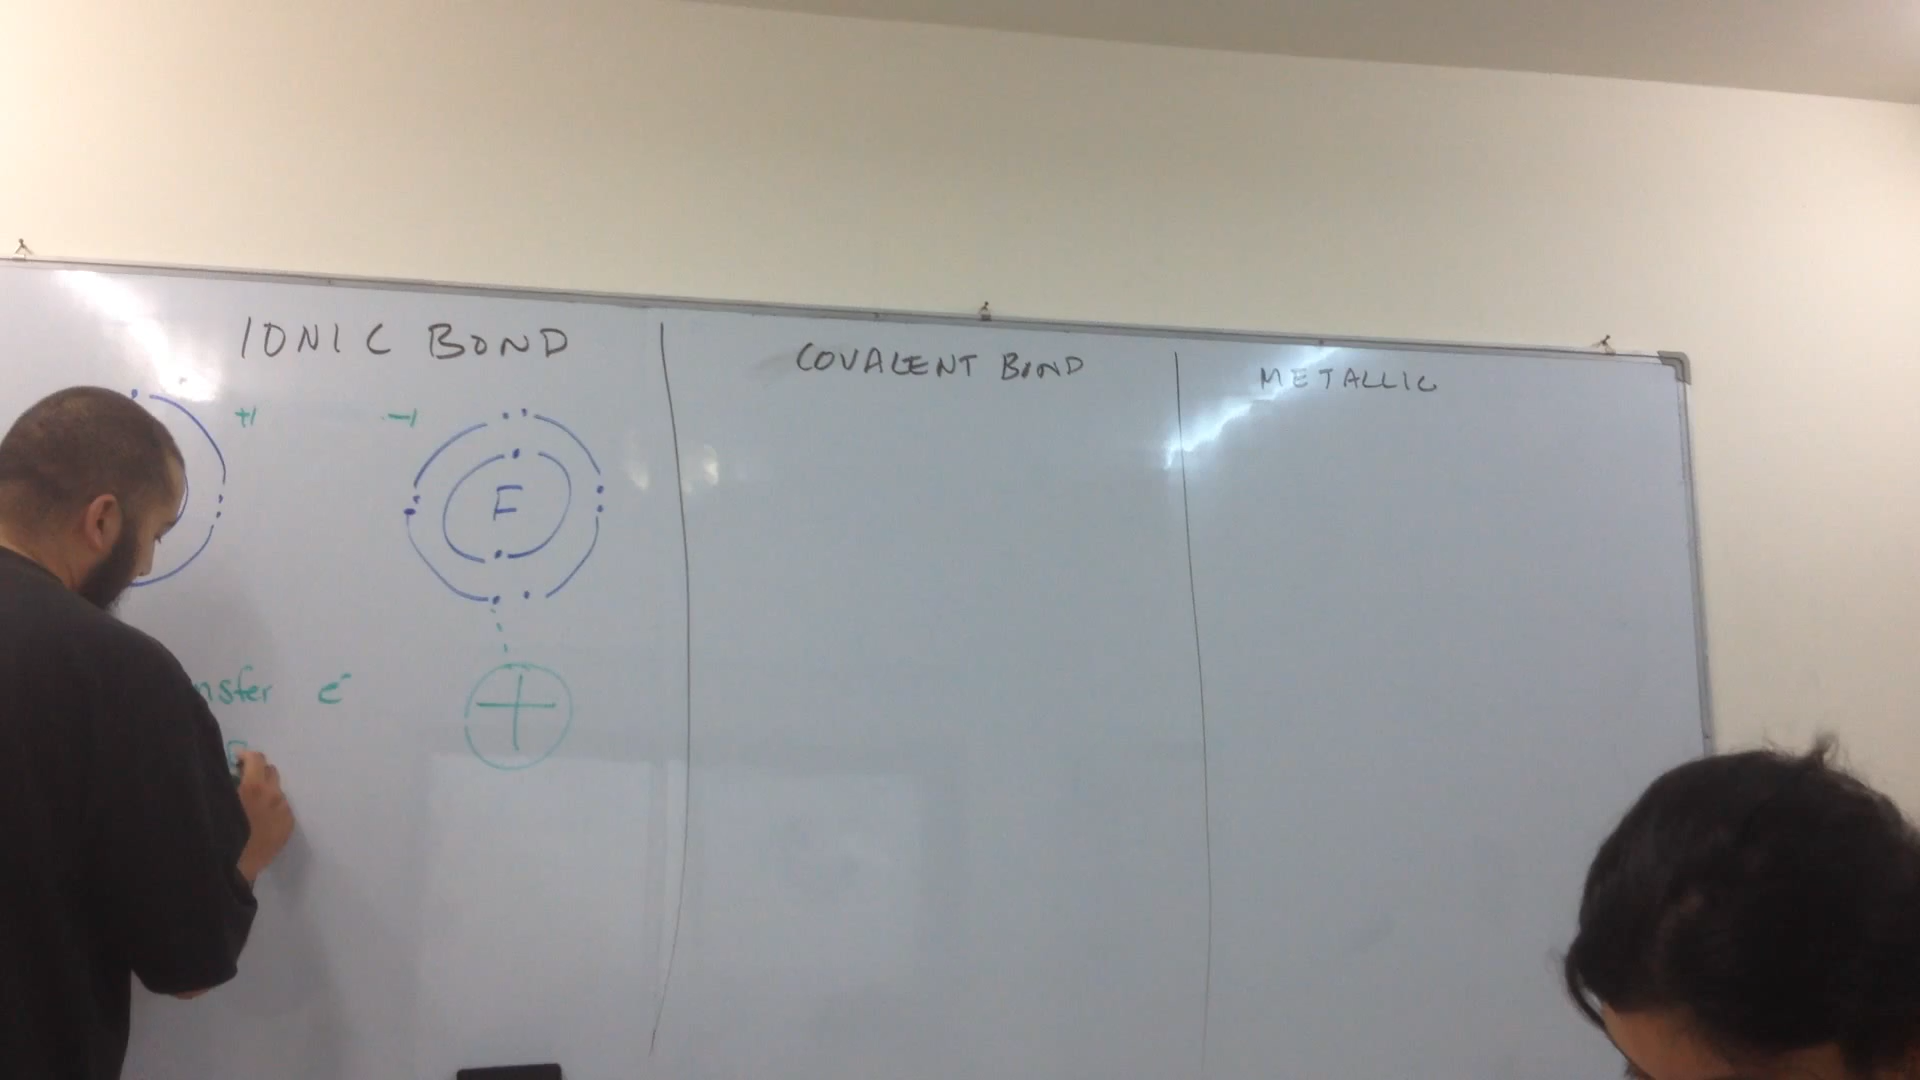 IONIC BOND
COVALENT BOND
METALLIC
+1
-1
F
nsfer e-
+